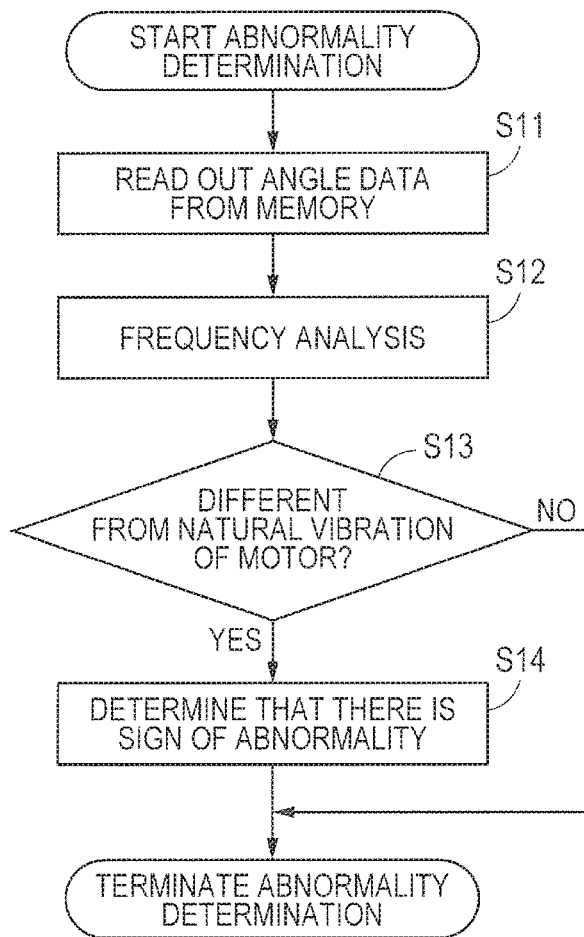 START ABNORMALITY
DETERMINATION
S11
READ OUT ANGLE DATA
FROM MEMORY
S12
FREQUENCY ANALYSIS
S13
DIFFERENT
FROM NATURAL VIBRATION
OF MOTOR?
NO
YES
S14
DETERMINE THAT THERE IS
SIGN OF ABNORMALITY
TERMINATE ABNORMALITY
DETERMINATION